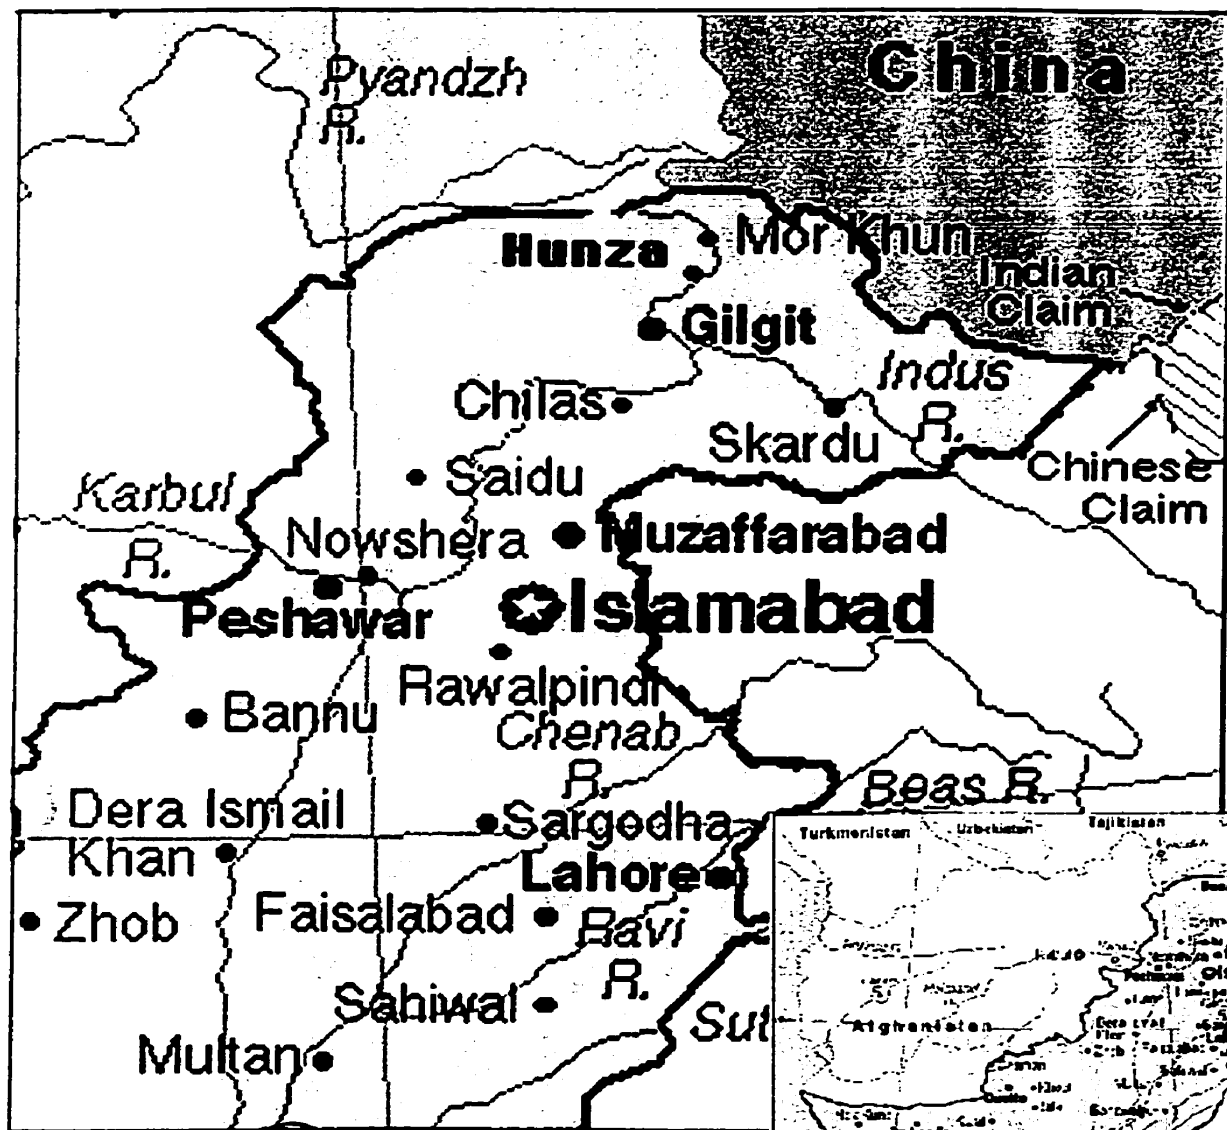 China
Pyandzh
R.
Mor Khun
Hunza
Indian
Claim
Gilgit
Indus
R.
Chilas
Skardu
Chinese
Claim
Saidu
Karbul
R.
Nowshera
Muzaffarabad
Islamabad
Peshawar
Rawalpindi
Bannu
Chenab
R.
Beas R.
Dera Ismail
Khan
Sargodha
Lahore
Zhob
Faisalabad
Ravi
R.
Sahiwal
Sut
Multan
Turkmenistan
Uzbekistan
Tajikistan
Afghanistan